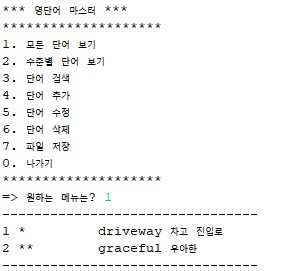 *** 영단어 마스터 ***
********************
1. 모든 단어 보기
2. 수준별 단어 보기
3. 단어 검색
4. 단어 추가
5. 단어 수정
6. 단어 삭제
7. 파일 저장
0. 나가기
********************
=> 원하는 메뉴는? 1
--------------------------------
1 *         driveway 차고 진입로
2 **        graceful 우아한
--------------------------------